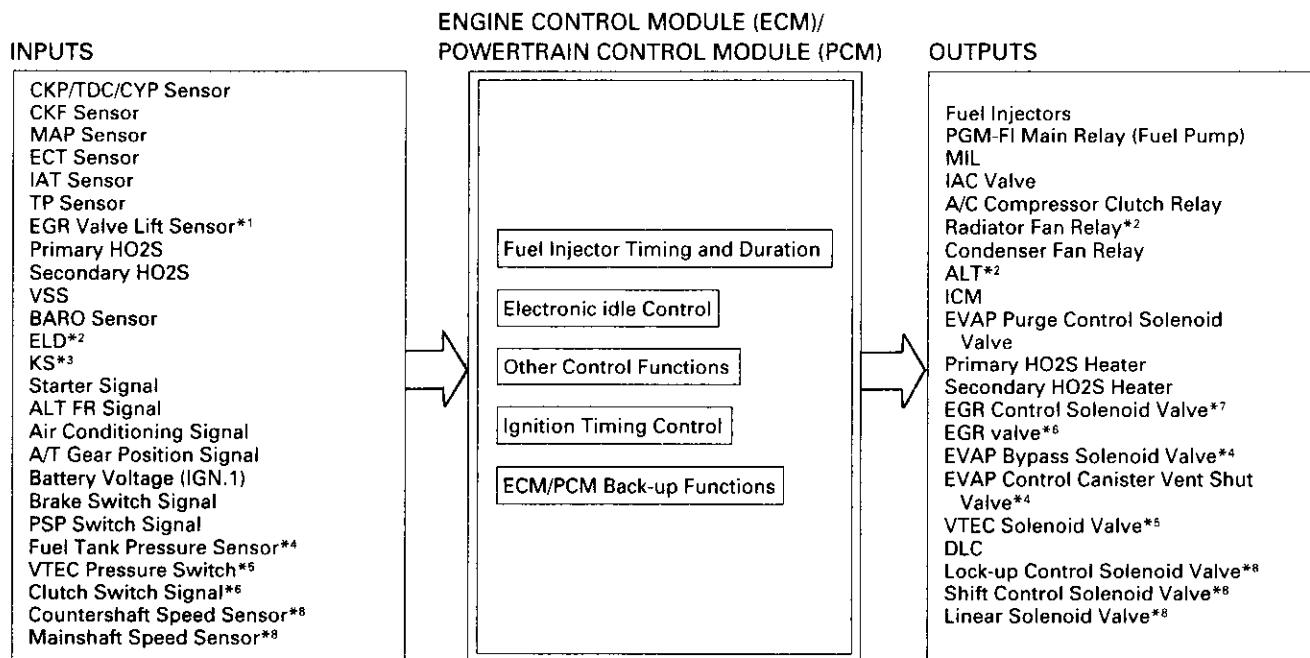 INPUTS
CKP/TDC/CYP Sensor
CKF Sensor
MAP Sensor
ECT Sensor
IAT Sensor
TP Sensor
EGR Valve Lift Sensor*1
Primary HO2S
Secondary HO2S
VSS
BARO Sensor
ELD*2
KS*3
Starter Signal
ALT FR Signal
Air Conditioning Signal
A/T Gear Position Signal
Battery Voltage (IGN.1)
Brake Switch Signal
PSP Switch Signal
Fuel Tank Pressure Sensor*4
VTEC Pressure Switch*5
Clutch Switch Signal*6
Countershaft Speed Sensor*8
Mainshaft Speed Sensor*8
ENGINE CONTROL MODULE (ECM)/
POWERTRAIN CONTROL MODULE (PCM)
Fuel Injector Timing and Duration
Electronic idle Control
Other Control Functions
Ignition Timing Control
ECM/PCM Back-up Functions
OUTPUTS
Fuel Injectors
PGM-FI Main Relay (Fuel Pump)
MIL
IAC Valve
A/C Compressor Clutch Relay
Radiator Fan Relay*2
Condenser Fan Relay
ALT*2
ICM
EVAP Purge Control Solenoid
Valve
Primary HO2S Heater
Secondary HO2S Heater
EGR Control Solenoid Valve*7
EGR valve*6
EVAP Bypass Solenoid Valve*4
EVAP Control Canister Vent Shut
Valve*4
VTEC Solenoid Valve*5
DLC
Lock-up Control Solenoid Valve*8
Shift Control Solenoid Valve*8
Linear Solenoid Valve*8